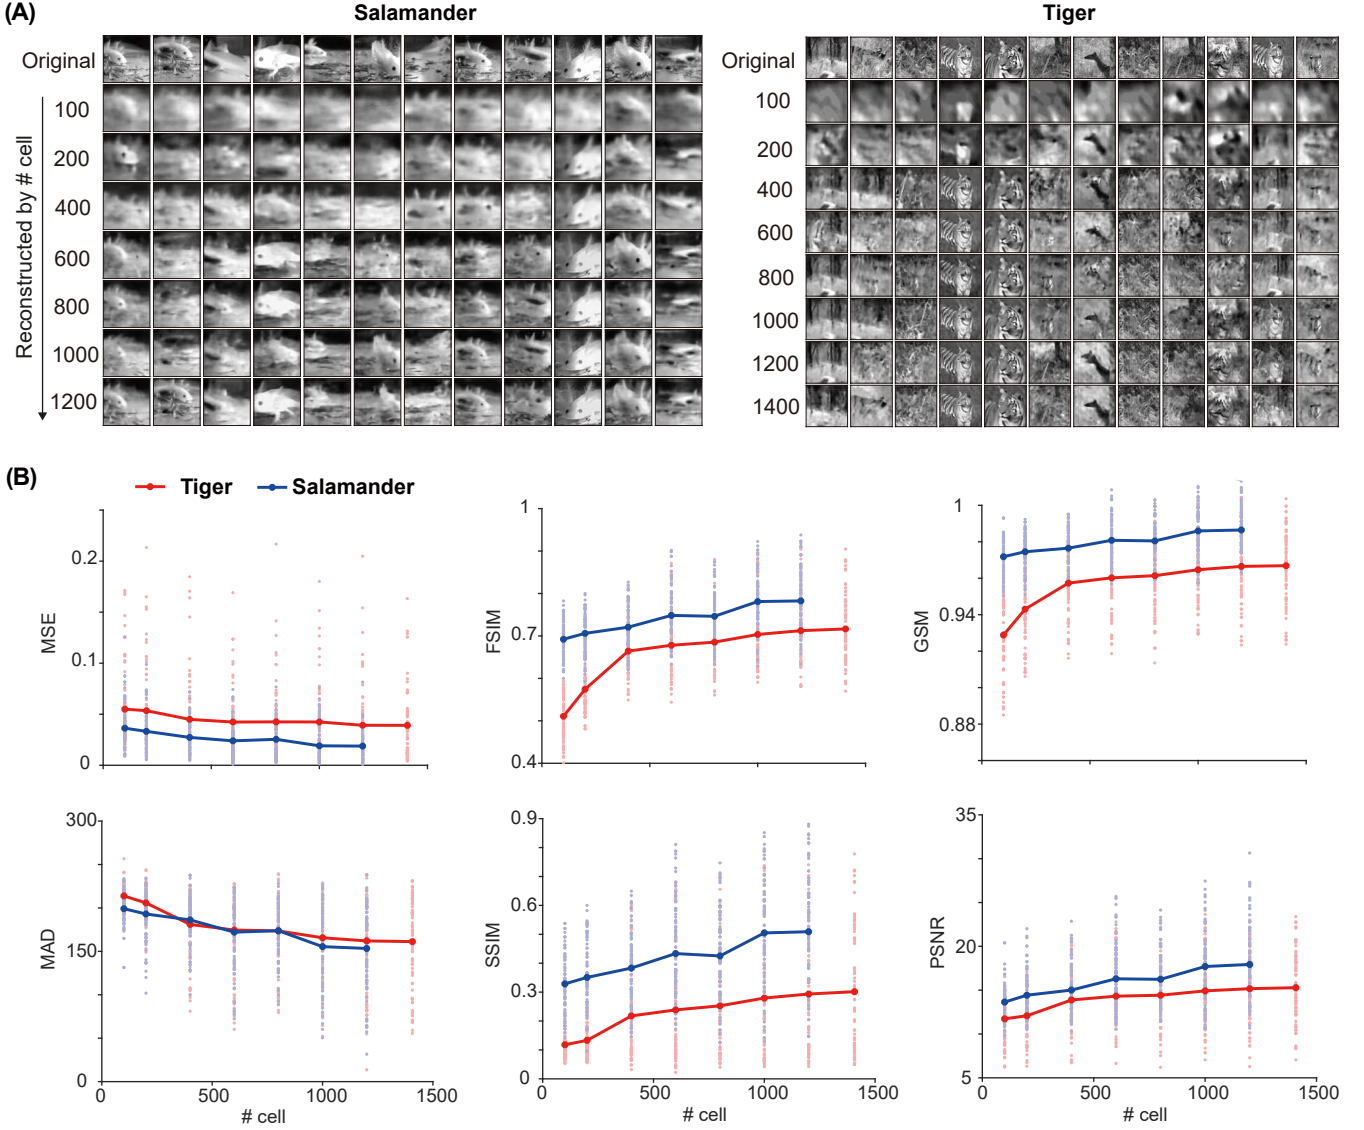 (A)
Salamander
Tiger
Original
100
200
400
600
800
1000
1200
Reconstructed by # cell
Original
100
200
400
600
800
1000
1200
1400
(B)
Tiger
Salamander
MSE
0.2
0.1
0
FSIM
1
0.7
0.4
GSM
1
0.94
0.88
MAD
300
150
0
0
500
1000
1500
# cell
SSIM
0.9
0.6
0.3
0
500
1000
1500
# cell
PSNR
35
20
5
0
500
1000
1500
# cell